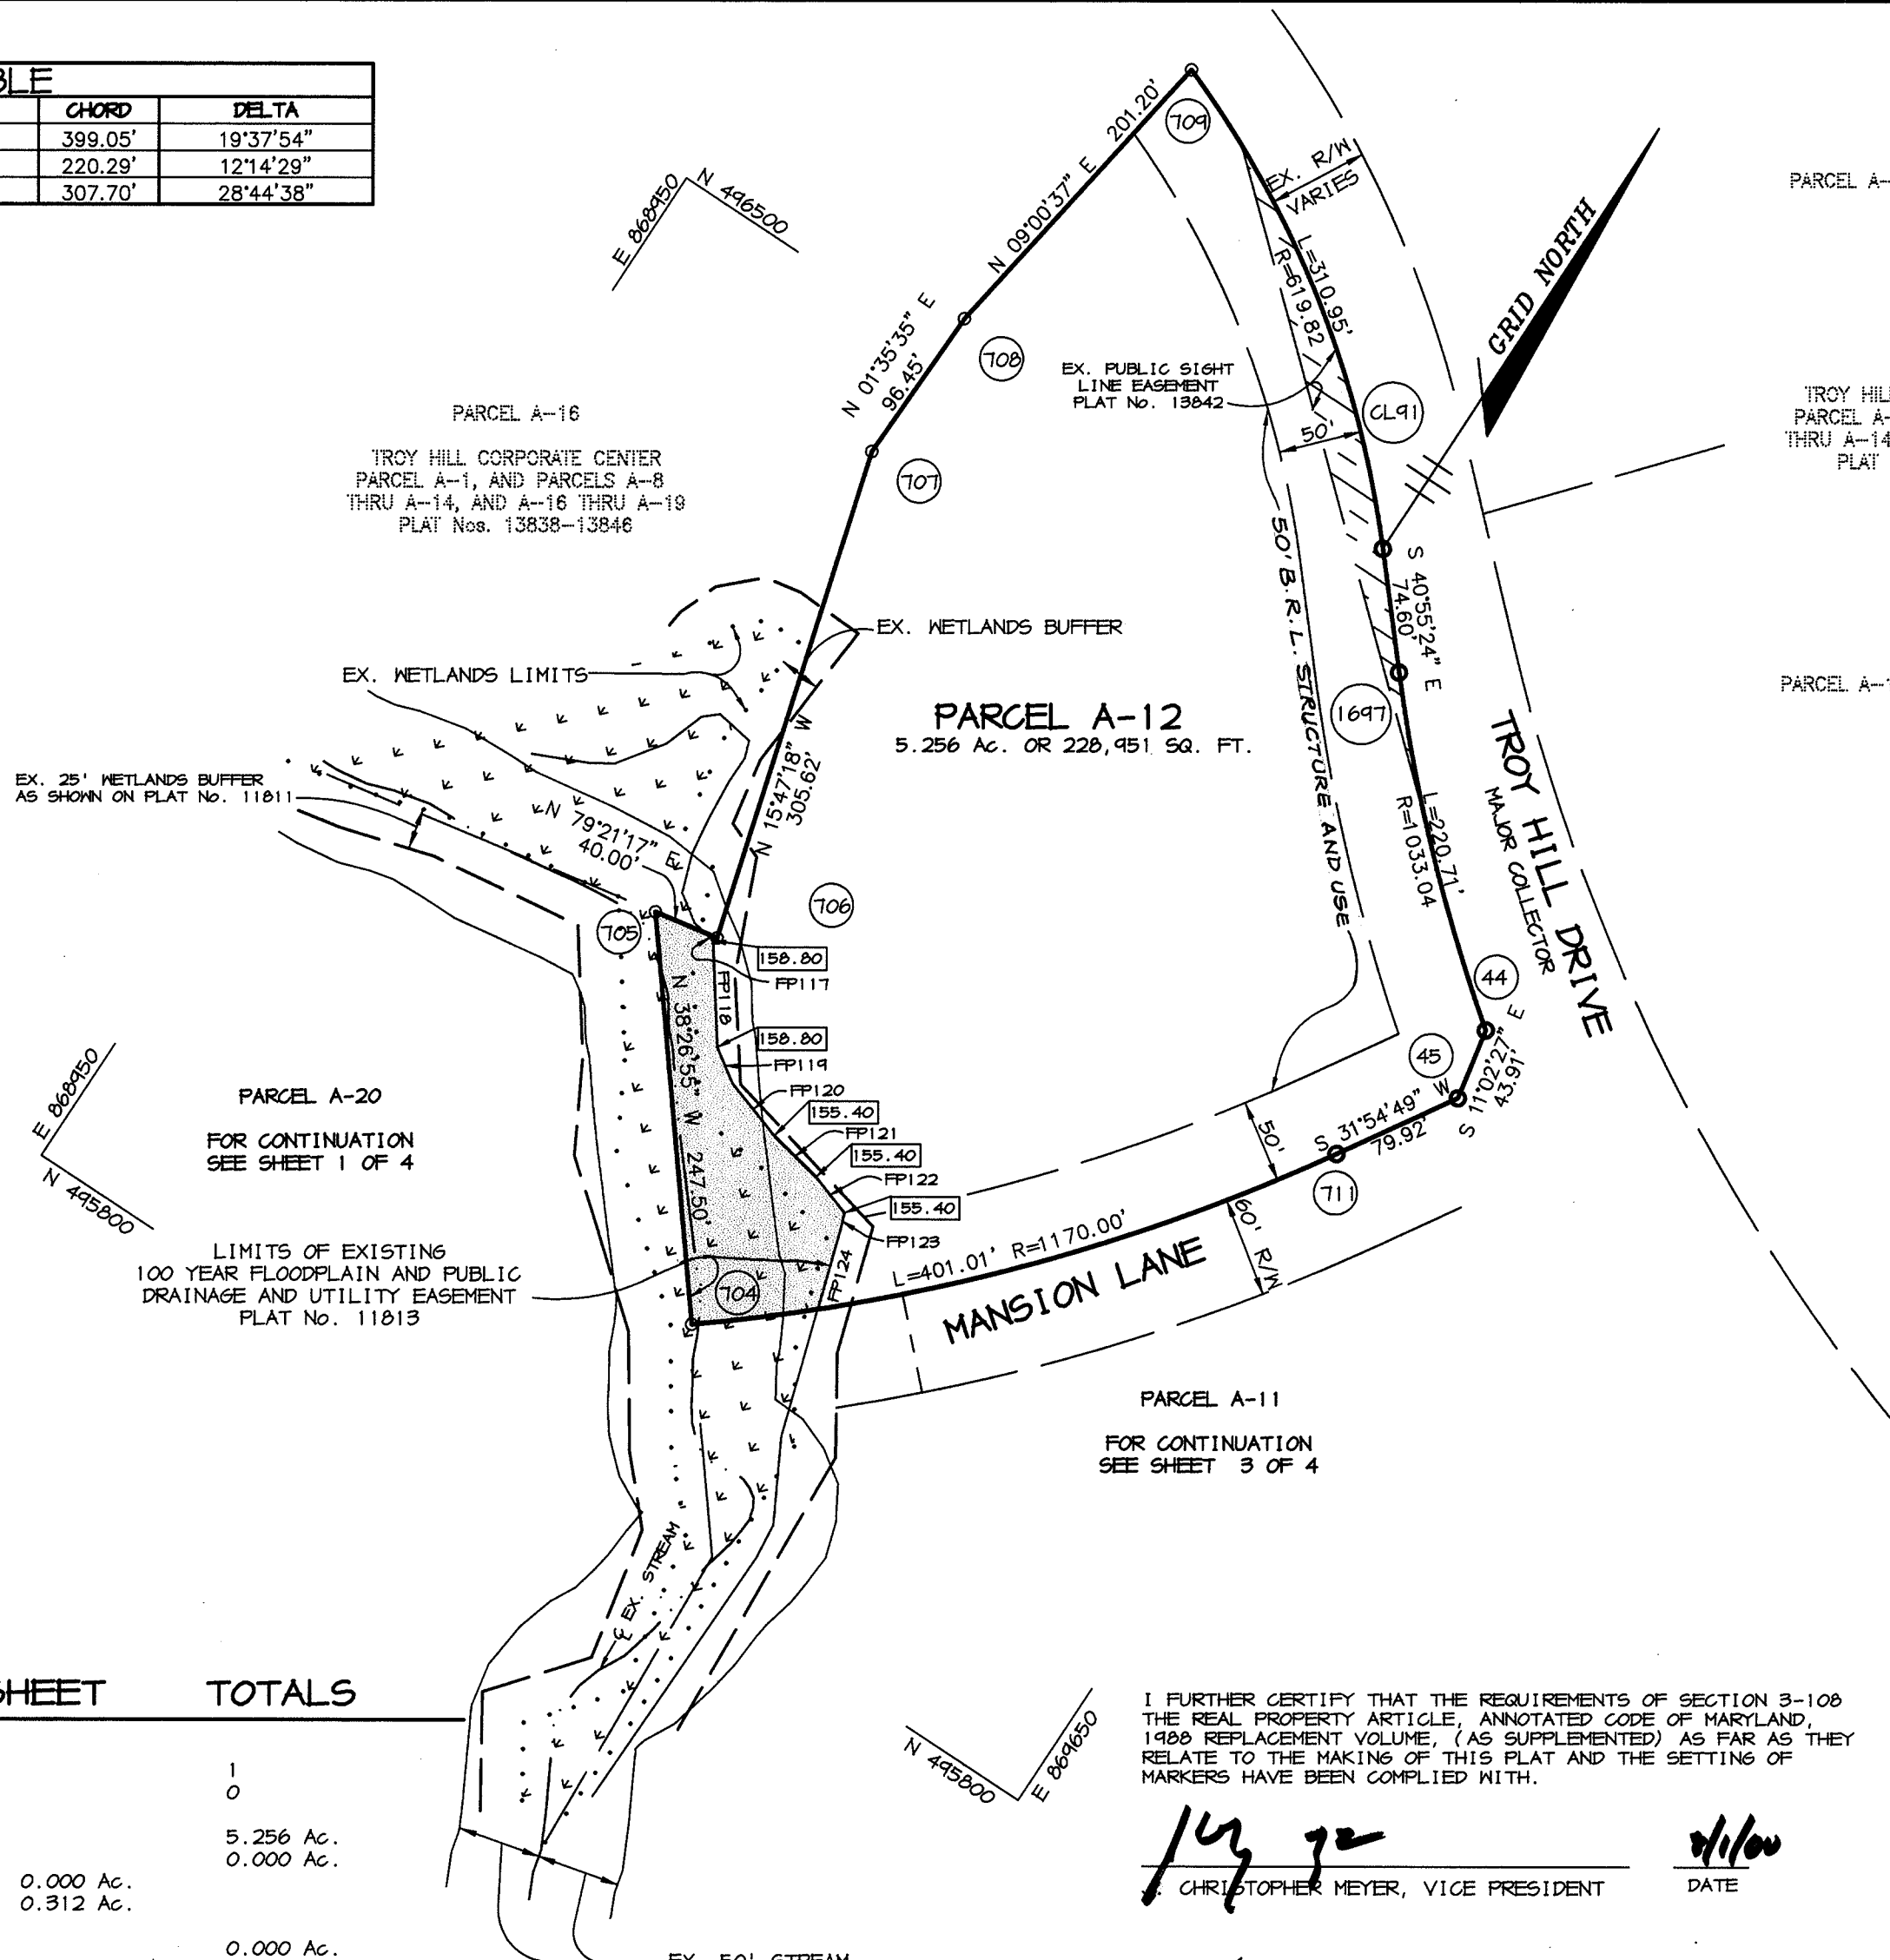 BLE
CHORD DELTA
399.05' 19°37'54"
220.29' 12°14'29"
307.70' 28°44'38"
E 868950
N 496500
201.20'
N 09°00'37" E
709
EX. R/W
VARIES
PARCEL A-
GRID NORTH
L=310.95'
R=619.82
N 01°35'35" E
96.45'
708
EX. PUBLIC SIGHT
LINE EASEMENT
PLAT No. 13842
50'
CL91
TROY HIL
PARCEL A-
THRU A-14
PLAT
PARCEL A-16
TROY HILL CORPORATE CENTER
PARCEL A-1, AND PARCELS A-8
THRU A-14, AND A-16 THRU A-19
PLAT Nos. 13838-13846
707
50' B.R.L. STRUCTURE AND USE
S 40°55'24" E
74.60'
EX. WETLANDS BUFFER
EX. WETLANDS LIMITS
PARCEL A-12
5.256 Ac. OR 228,951 SQ. FT.
1697
PARCEL A-1
TROY HILL DRIVE
MAJOR COLLECTOR
EX. 25' WETLANDS BUFFER
AS SHOWN ON PLAT No. 11811
N 15°47'18" W
305.62'
N 79°21'17" E
40.00'
L=220.71'
R=1033.04
706
705
158.80
FP117
FP118
44
N 38°26'55" W 247.50'
158.80
FP119
45
S 11°02'27" E
43.91'
FP120
155.40
FP121
155.40
FP122
155.40
FP123
FP124
50'
S 31°54'49" W
79.92'
711
E 868950
N 495800
PARCEL A-20
FOR CONTINUATION
SEE SHEET 1 OF 4
LIMITS OF EXISTING
100 YEAR FLOODPLAIN AND PUBLIC
DRAINAGE AND UTILITY EASEMENT
PLAT No. 11813
704
L=401.01' R=1170.00'
60' R/W
MANSION LANE
PARCEL A-11
FOR CONTINUATION
SEE SHEET 3 OF 4
℄ EX. STREAM
SHEET TOTALS
1
0
5.256 Ac.
0.000 Ac.
0.000 Ac.
0.312 Ac.
0.000 Ac.
N 495800
E 869650
I FURTHER CERTIFY THAT THE REQUIREMENTS OF SECTION 3-108
THE REAL PROPERTY ARTICLE, ANNOTATED CODE OF MARYLAND,
1988 REPLACEMENT VOLUME, (AS SUPPLEMENTED) AS FAR AS THEY
RELATE TO THE MAKING OF THIS PLAT AND THE SETTING OF
MARKERS HAVE BEEN COMPLIED WITH.
CHRISTOPHER MEYER, VICE PRESIDENT
DATE
EX. 50' STREAM